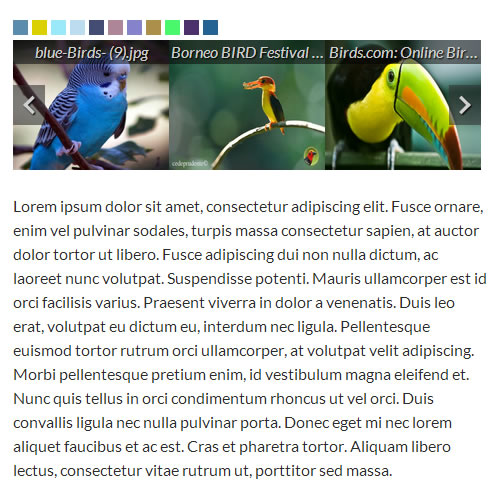 blue-Birds- (9).jpg
Borneo BIRD Festival ...
Birds.com: Online Bir...
cedeprudente©
Lorem ipsum dolor sit amet, consectetur adipiscing elit. Fusce ornare,
enim vel pulvinar sodales, turpis massa consectetur sapien, at auctor
dolor tortor ut libero. Fusce adipiscing dui non nulla dictum, ac
laoreet nunc volutpat. Suspendisse potenti. Mauris ullamcorper est id
orci facilisis varius. Praesent viverra in dolor a venenatis. Duis leo
erat, volutpat eu dictum eu, interdum nec ligula. Pellentesque
euismod tortor rutrum orci ullamcorper, at volutpat velit adipiscing.
Morbi pellentesque pretium enim, id vestibulum magna eleifend et.
Nunc quis tellus in orci condimentum rhoncus ut vel orci. Duis
convallis ligula nec nulla pulvinar porta. Donec eget mi nec lorem
aliquet faucibus et ac est. Cras et pharetra tortor. Aliquam libero
lectus, consectetur vitae rutrum ut, porttitor sed massa.